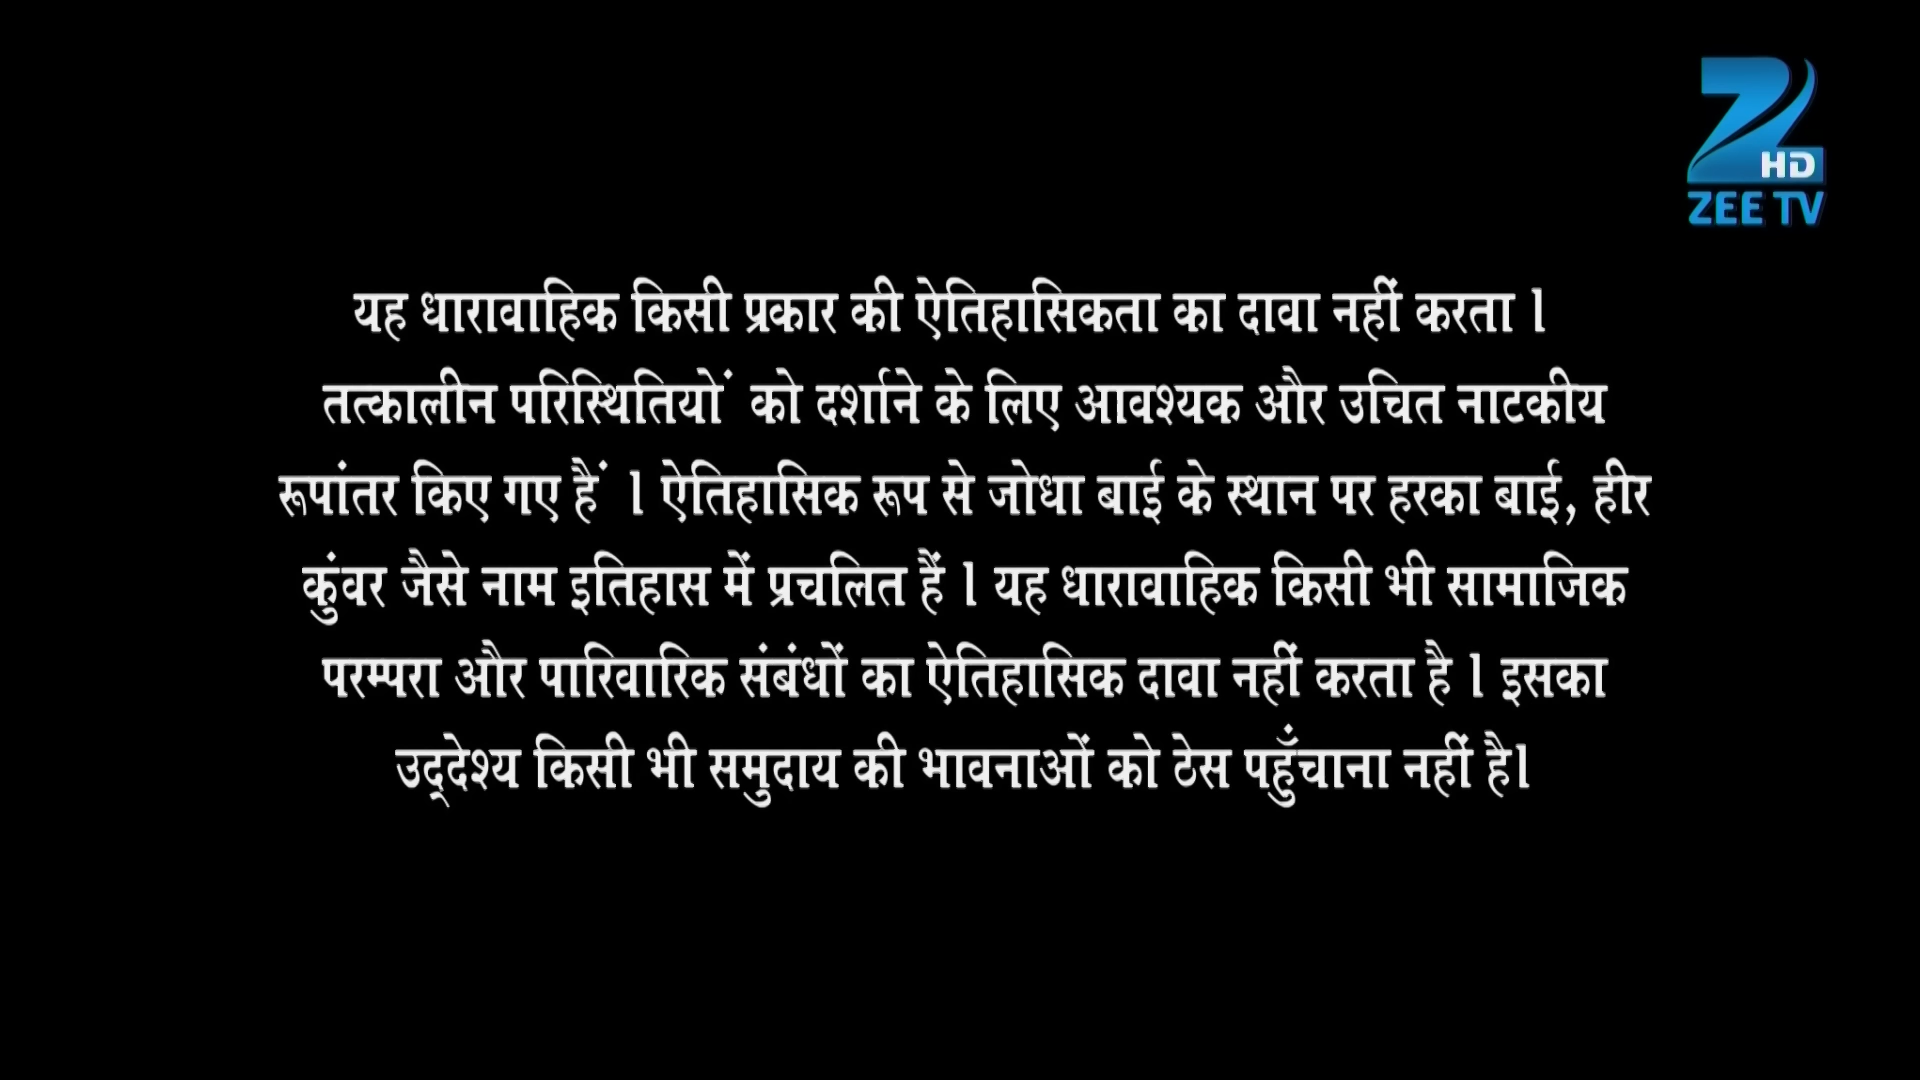 HD
ZEE TV
यह धारावाहिक किसी प्रकार की ऐतिहासिकता का दावा नहीं करता ।
तत्कालीन परिस्थितियों को दर्शाने के लिए आवश्यक और उचित नाटकीय
रूपांतर किए गए हैं । ऐतिहासिक रूप से जोधा बाई के स्थान पर हरका बाई, हीर
कुंवर जैसे नाम इतिहास में प्रचलित हैं । यह धारावाहिक किसी भी सामाजिक
परम्परा और पारिवारिक संबंधों का ऐतिहासिक दावा नहीं करता है । इसका
उद्देश्य किसी भी समुदाय की भावनाओं को ठेस पहुँचाना नहीं है।